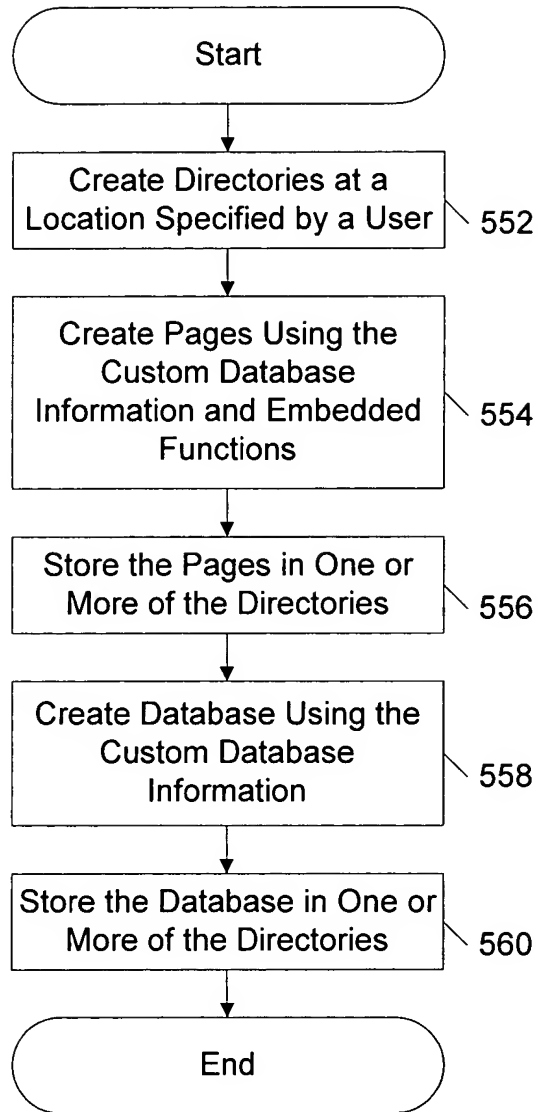 Start
Create Directories at a
Location Specified by a User
552
Create Pages Using the
Custom Database
Information and Embedded
Functions
554
Store the Pages in One or
More of the Directories
556
Create Database Using the
Custom Database
Information
558
Store the Database in One or
More of the Directories
560
End